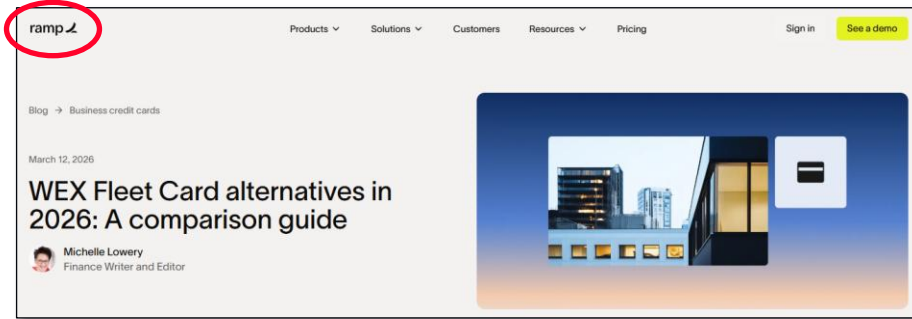 ramp
Products
Solutions
Customers
Resources
Pricing
Sign in
See a demo
Blog → Business credit cards
March 12, 2026
WEX Fleet Card alternatives in
2026: A comparison guide
Michelle Lowery
Finance Writer and Editor